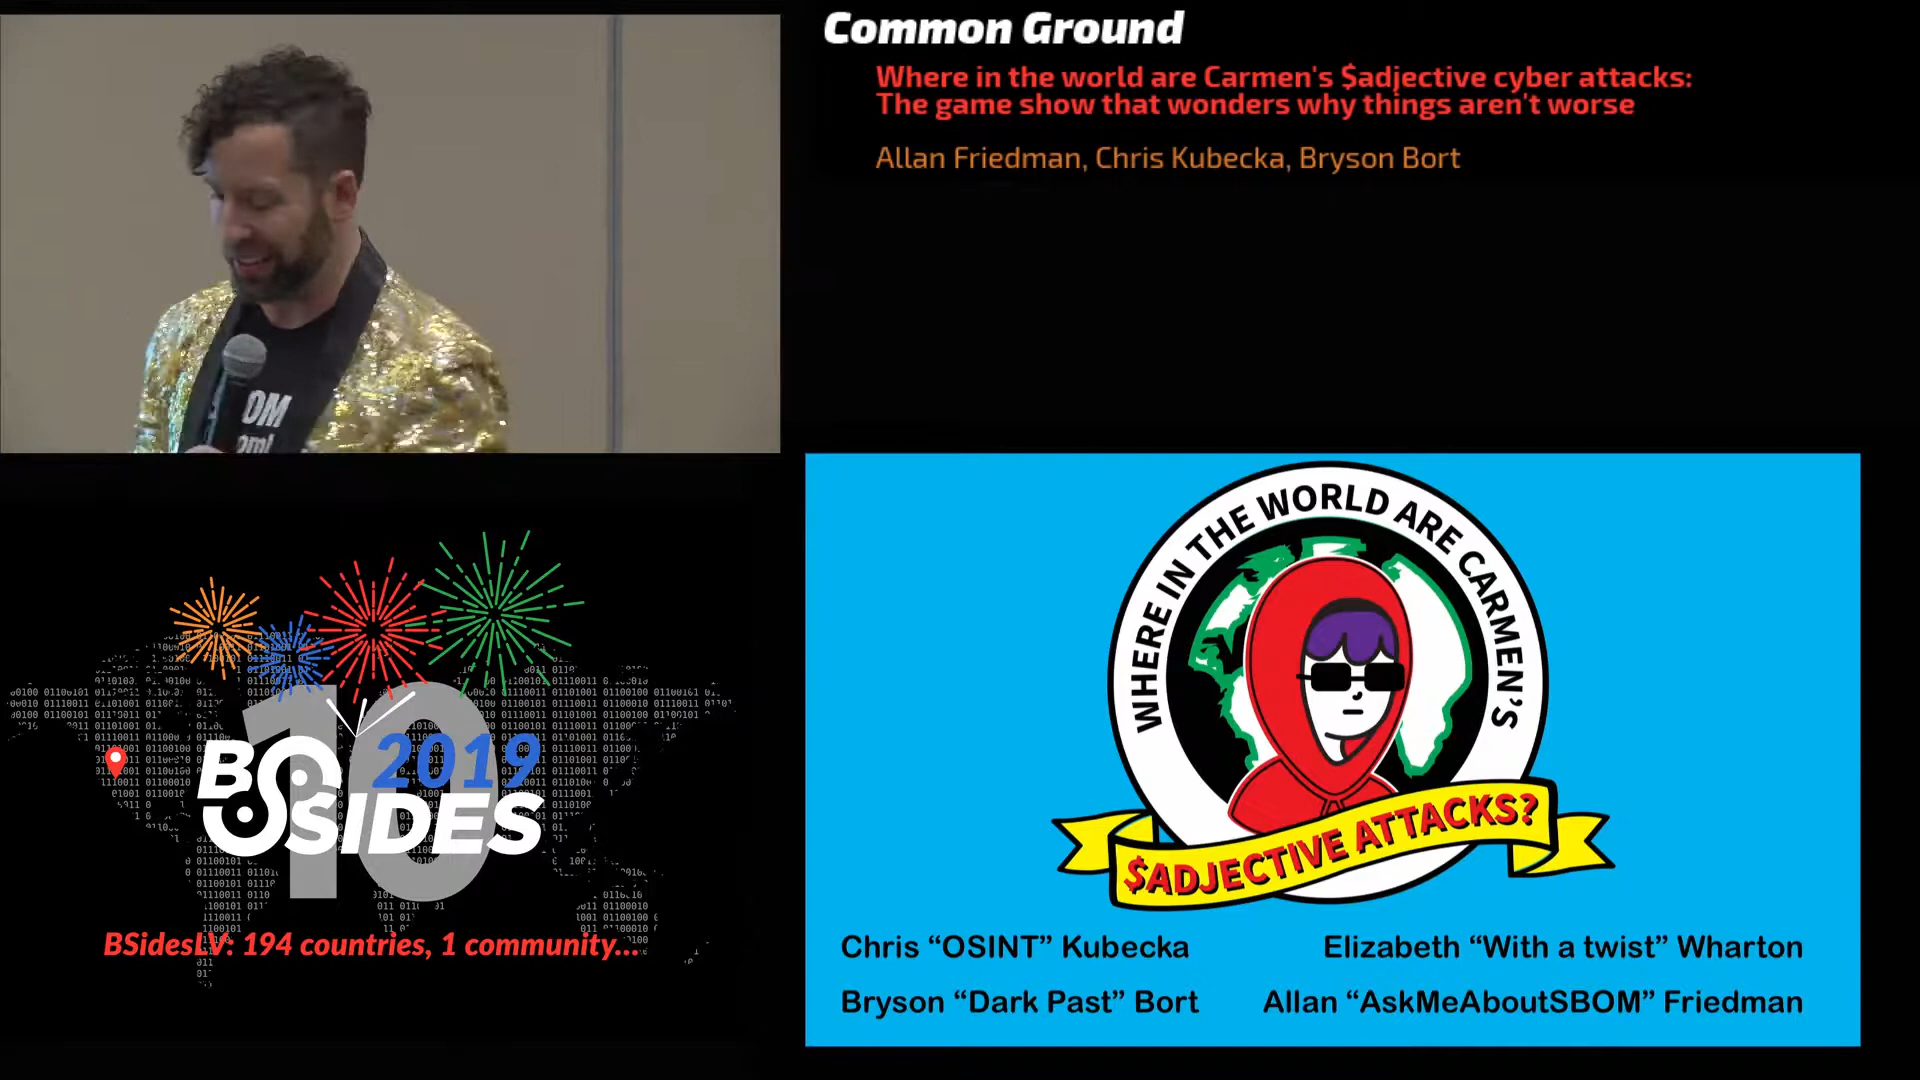 Common Ground
Where in the world are Carmen's $adjective cyber attacks:
The game show that wonders why things aren't worse
Allan Friedman, Chris Kubecka, Bryson Bort
OM
WHERE IN THE WORLD ARE CARMEN'S
$ADJECTIVE ATTACKS?
Chris “OSINT” Kubecka
Elizabeth “With a twist” Wharton
Bryson “Dark Past” Bort
Allan “AskMeAboutSBOM” Friedman
10
2019
BSIDES
BSidesLV: 194 countries, 1 community...